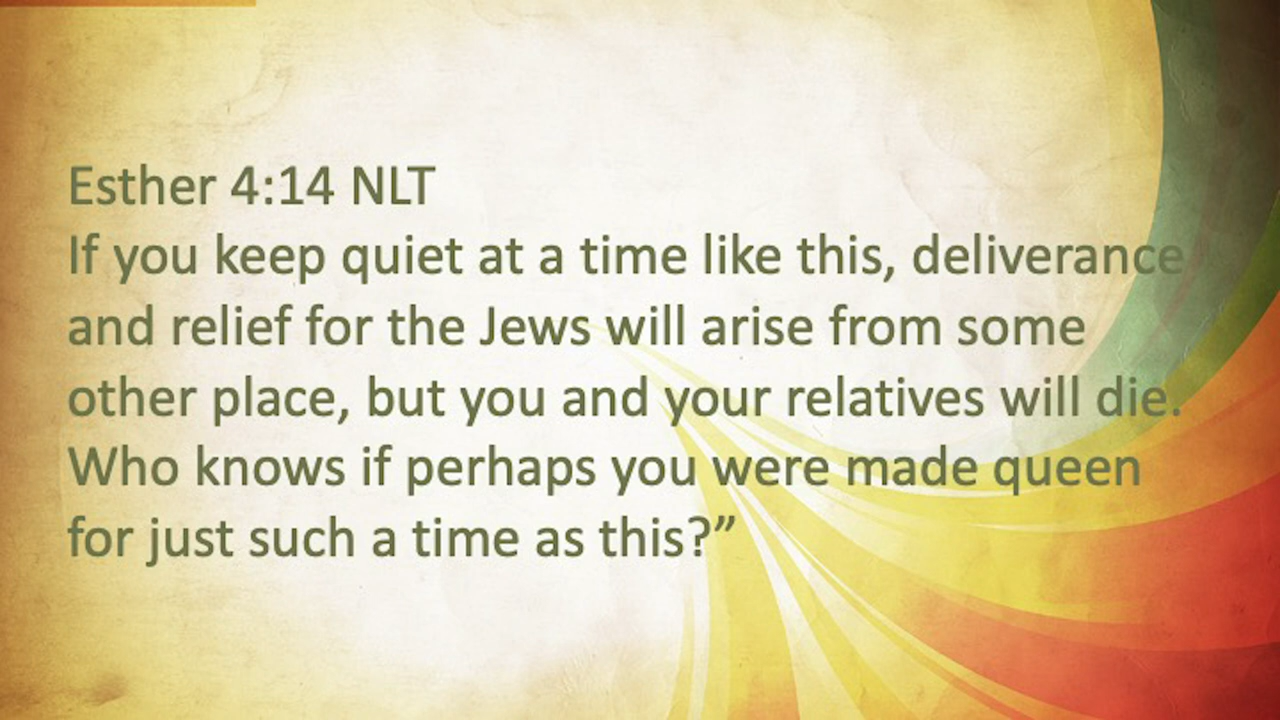 Esther 4:14 NLT
If you keep quiet at a time like this, deliverance
and relief for the Jews will arise from some
other place, but you and your relatives will die.
Who knows if perhaps you were made queen
for just such a time as this?”